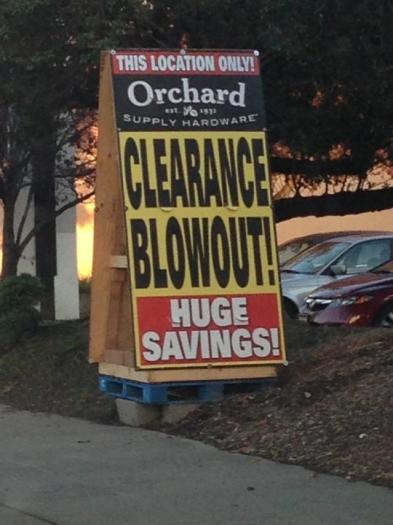 THIS LOCATION ONLY!
Orchard
est. 1931
SUPPLY HARDWARE
CLEARANCE
BLOWOUT!
HUGE
SAVINGS!